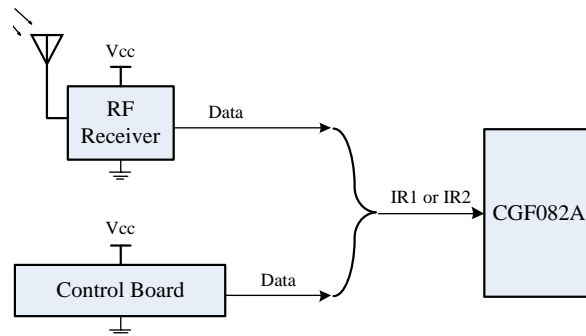 Vcc
RF
Receiver
Data
IR1 or IR2
CGF082A
Vcc
Control Board
Data